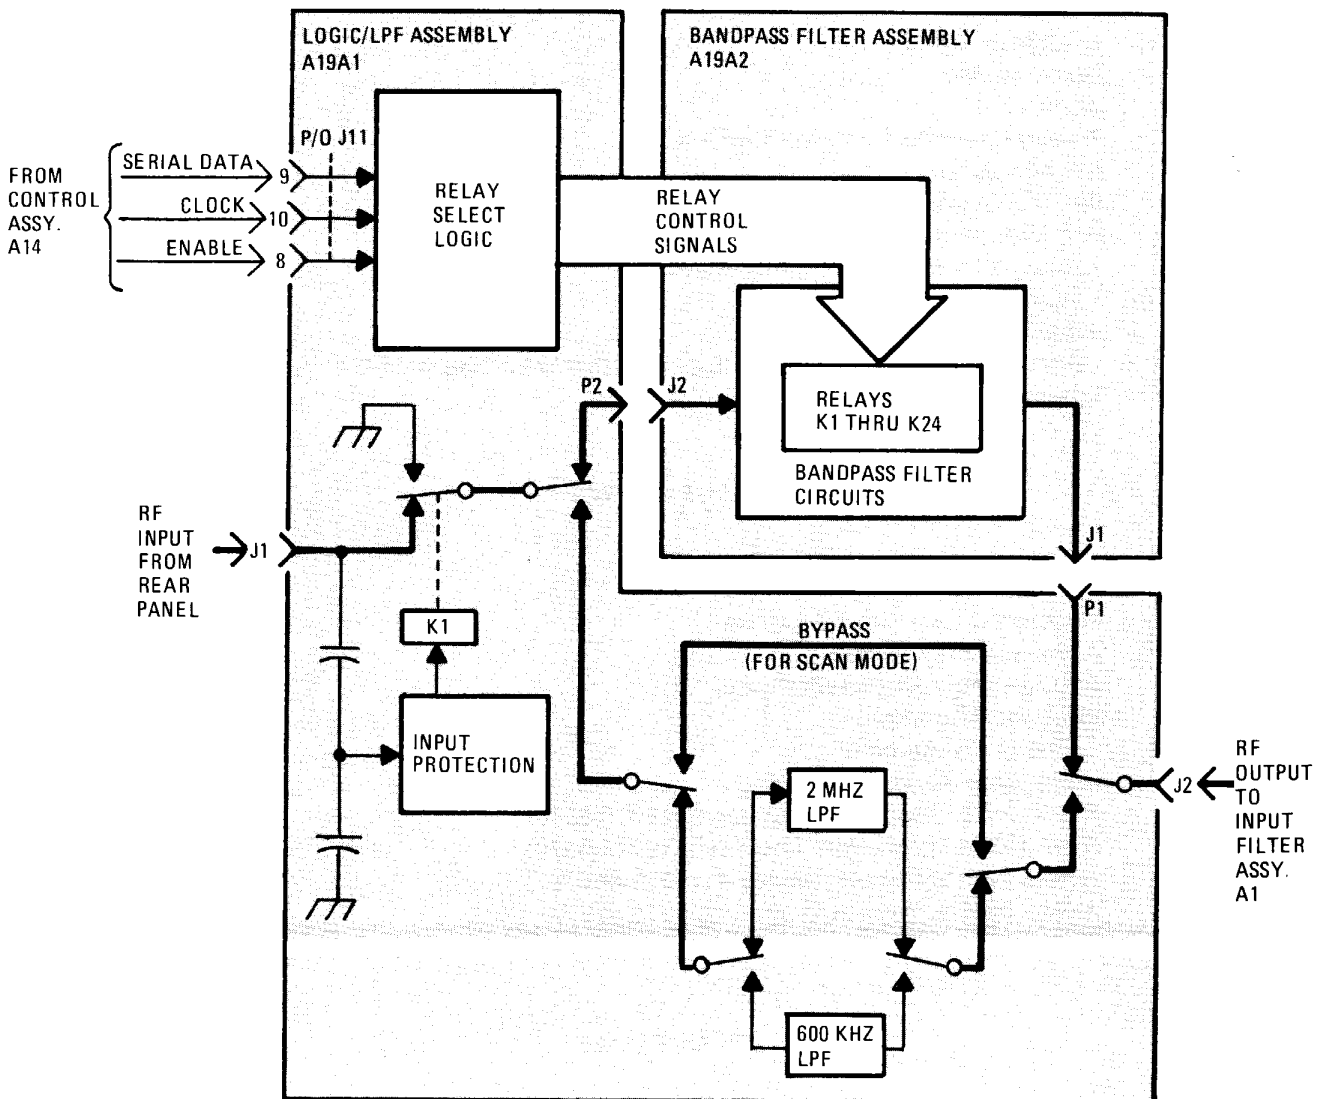 LOGIC/LPF ASSEMBLY
A19A1
BANDPASS FILTER ASSEMBLY
A19A2
P/O J11
FROM
CONTROL
ASSY.
A14
SERIAL DATA
9
CLOCK
10
ENABLE
8
RELAY
SELECT
LOGIC
RELAY
CONTROL
SIGNALS
P2
J2
RELAYS
K1 THRU K24
BANDPASS FILTER
CIRCUITS
RF
INPUT
FROM
REAR
PANEL
J1
K1
INPUT
PROTECTION
J1
P1
BYPASS
(FOR SCAN MODE)
2 MHZ
LPF
600 KHZ
LPF
J2
RF
OUTPUT
TO
INPUT
FILTER
ASSY.
A1